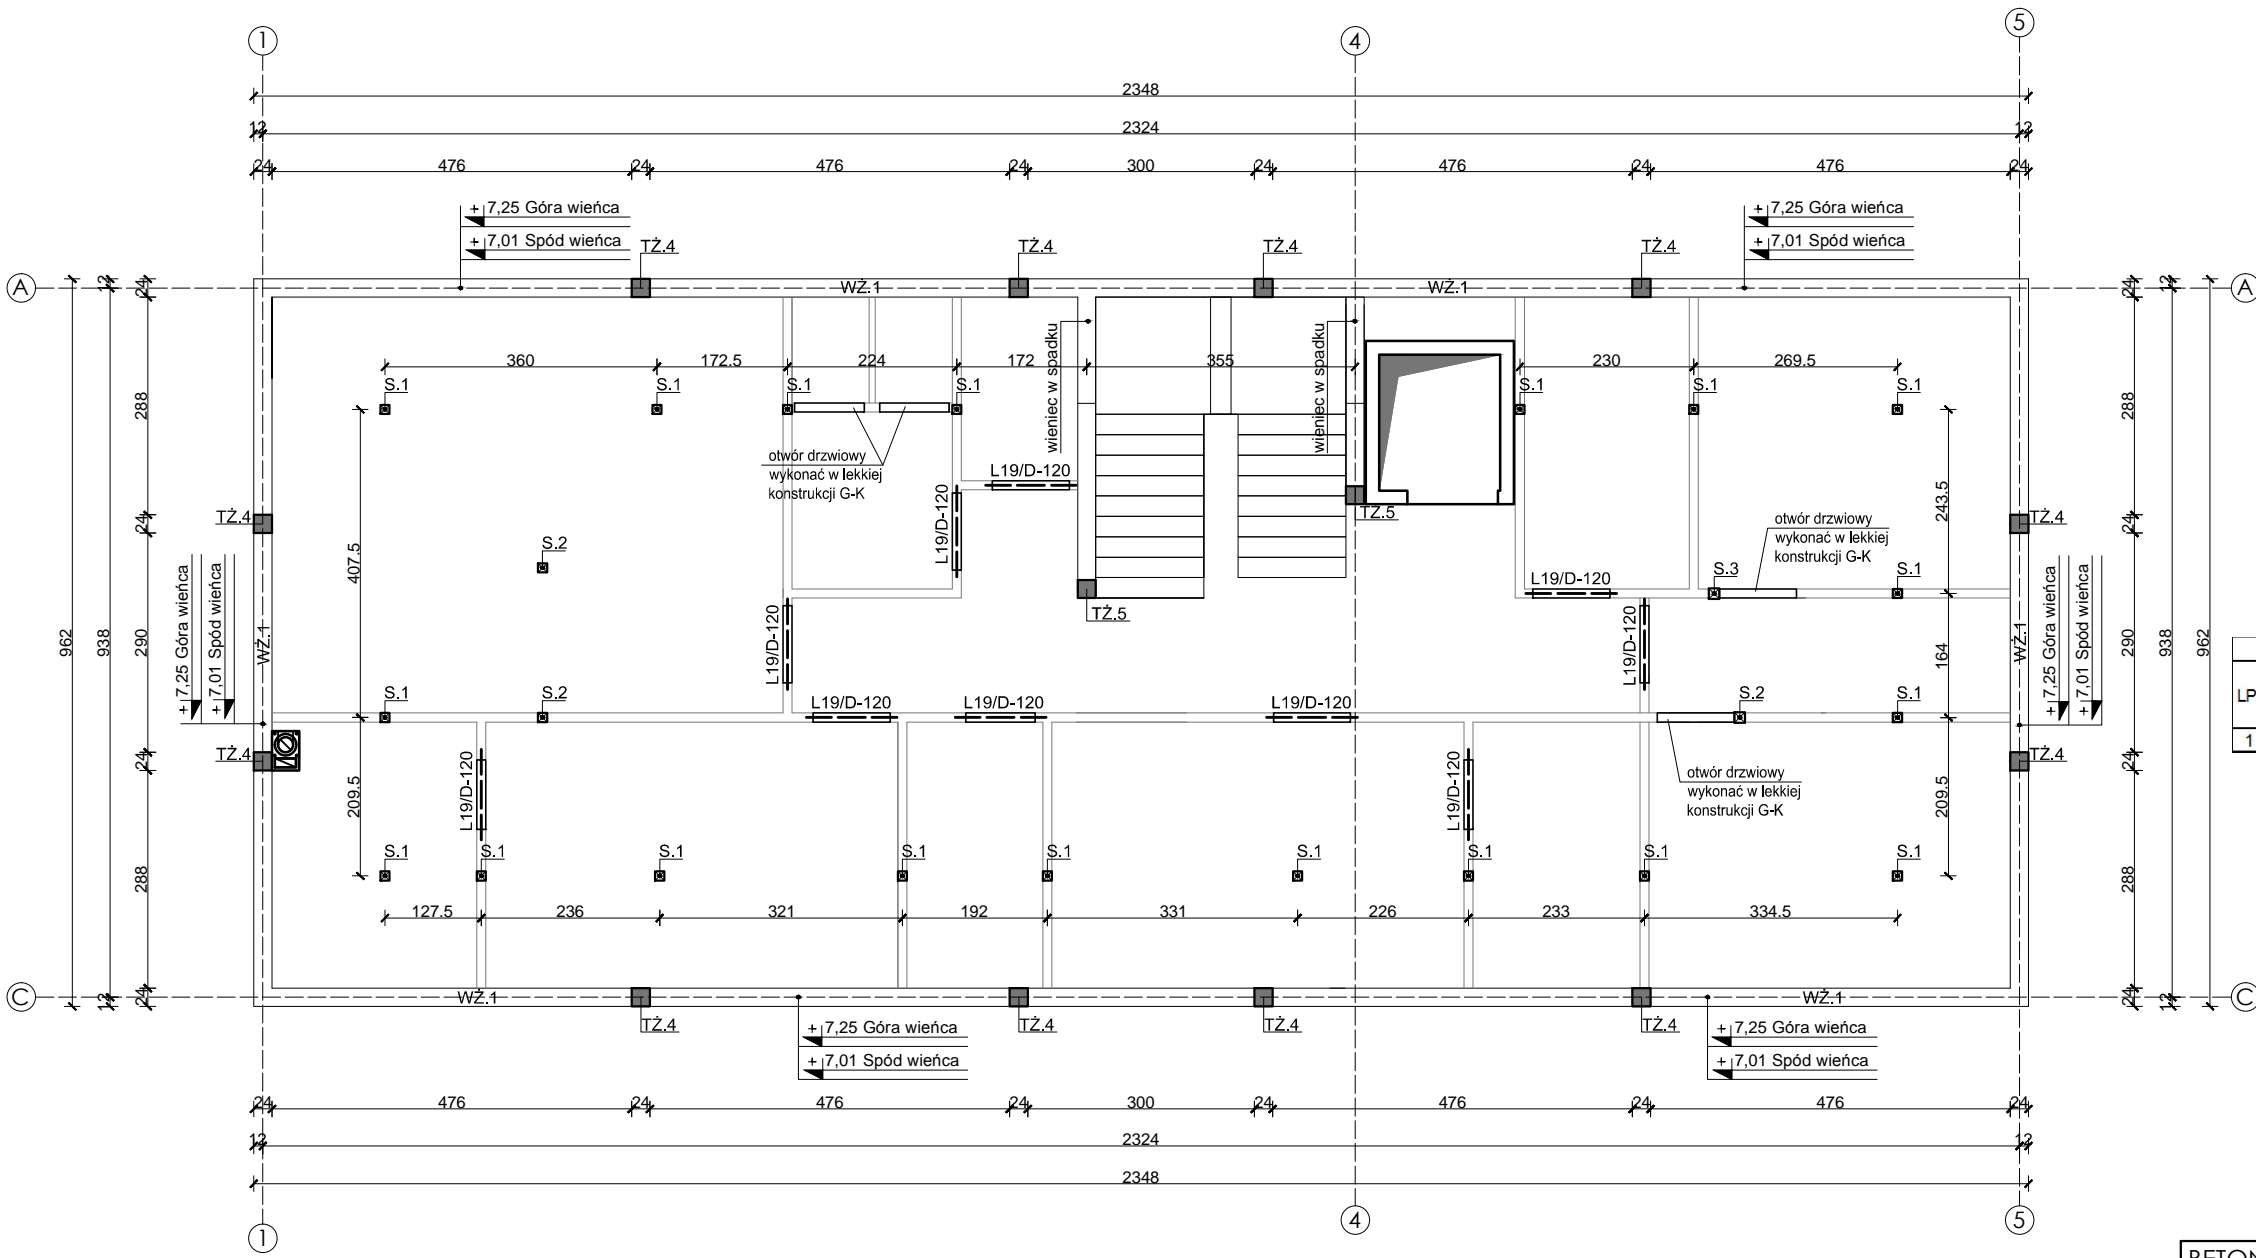 1
4
5
2348
12
2324
12
24
476
24
476
24
300
24
476
24
476
24
+ 7,25 Góra wieńca
+ 7,01 Spód wieńca
TŻ.4
TŻ.4
TŻ.4
TŻ.4
+ 7,25 Góra wieńca
+ 7,01 Spód wieńca
A
WŻ.1
WŻ.1
A
12
24
24
12
360
172.5
224
172
355
230
269.5
S.1
S.1
S.1
S.1
S.1
S.1
S.1
wieniec w spadku
wieniec w spadku
288
288
otwór drzwiowy
wykonać w lekkiej
konstrukcji G-K
L19/D-120
L19/D-120
TŻ.4
24
407.5
S.2
TŻ.5
243.5
otwór drzwiowy
wykonać w lekkiej
konstrukcji G-K
24
TŻ.4
L19/D-120
S.3
S.1
TŻ.5
962
938
290
+ 7,25 Góra wieńca
+ 7,01 Spód wieńca
WŻ.1
L19/D-120
L19/D-120
164
WŻ.1
+ 7,25 Góra wieńca
+ 7,01 Spód wieńca
290
938
962
LP
1
S.1
S.2
L19/D-120
L19/D-120
L19/D-120
S.2
S.1
TŻ.4
24
209.5
L19/D-120
L19/D-120
otwór drzwiowy
wykonać w lekkiej
konstrukcji G-K
209.5
24
TŻ.4
S.1
S.1
S.1
S.1
S.1
S.1
S.1
S.1
S.1
288
288
127.5
236
321
192
331
226
233
334.5
C
12
24
WŻ.1
WŻ.1
24
12
C
TŻ.4
TŻ.4
TŻ.4
TŻ.4
+ 7,25 Góra wieńca
+ 7,01 Spód wieńca
+ 7,25 Góra wieńca
+ 7,01 Spód wieńca
24
476
24
476
24
300
24
476
24
476
24
12
2324
12
2348
1
4
5
BETON